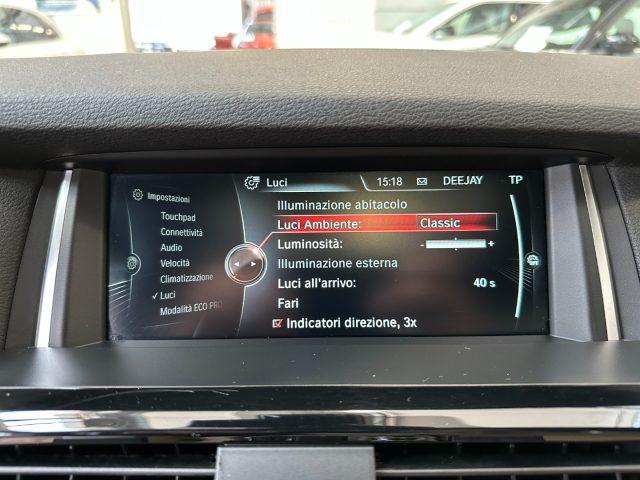 Luci 15:18 DEEJAY TP
Impostazioni
Touchpad
Connettività
Audio
Velocità
Climatizzazione
✓ Luci
Modalità ECO PRO
Illuminazione abitacolo
Luci Ambiente: Classic
Luminosità: - +
Illuminazione esterna
Luci all'arrivo: 40 s
Fari
Indicatori direzione, 3x